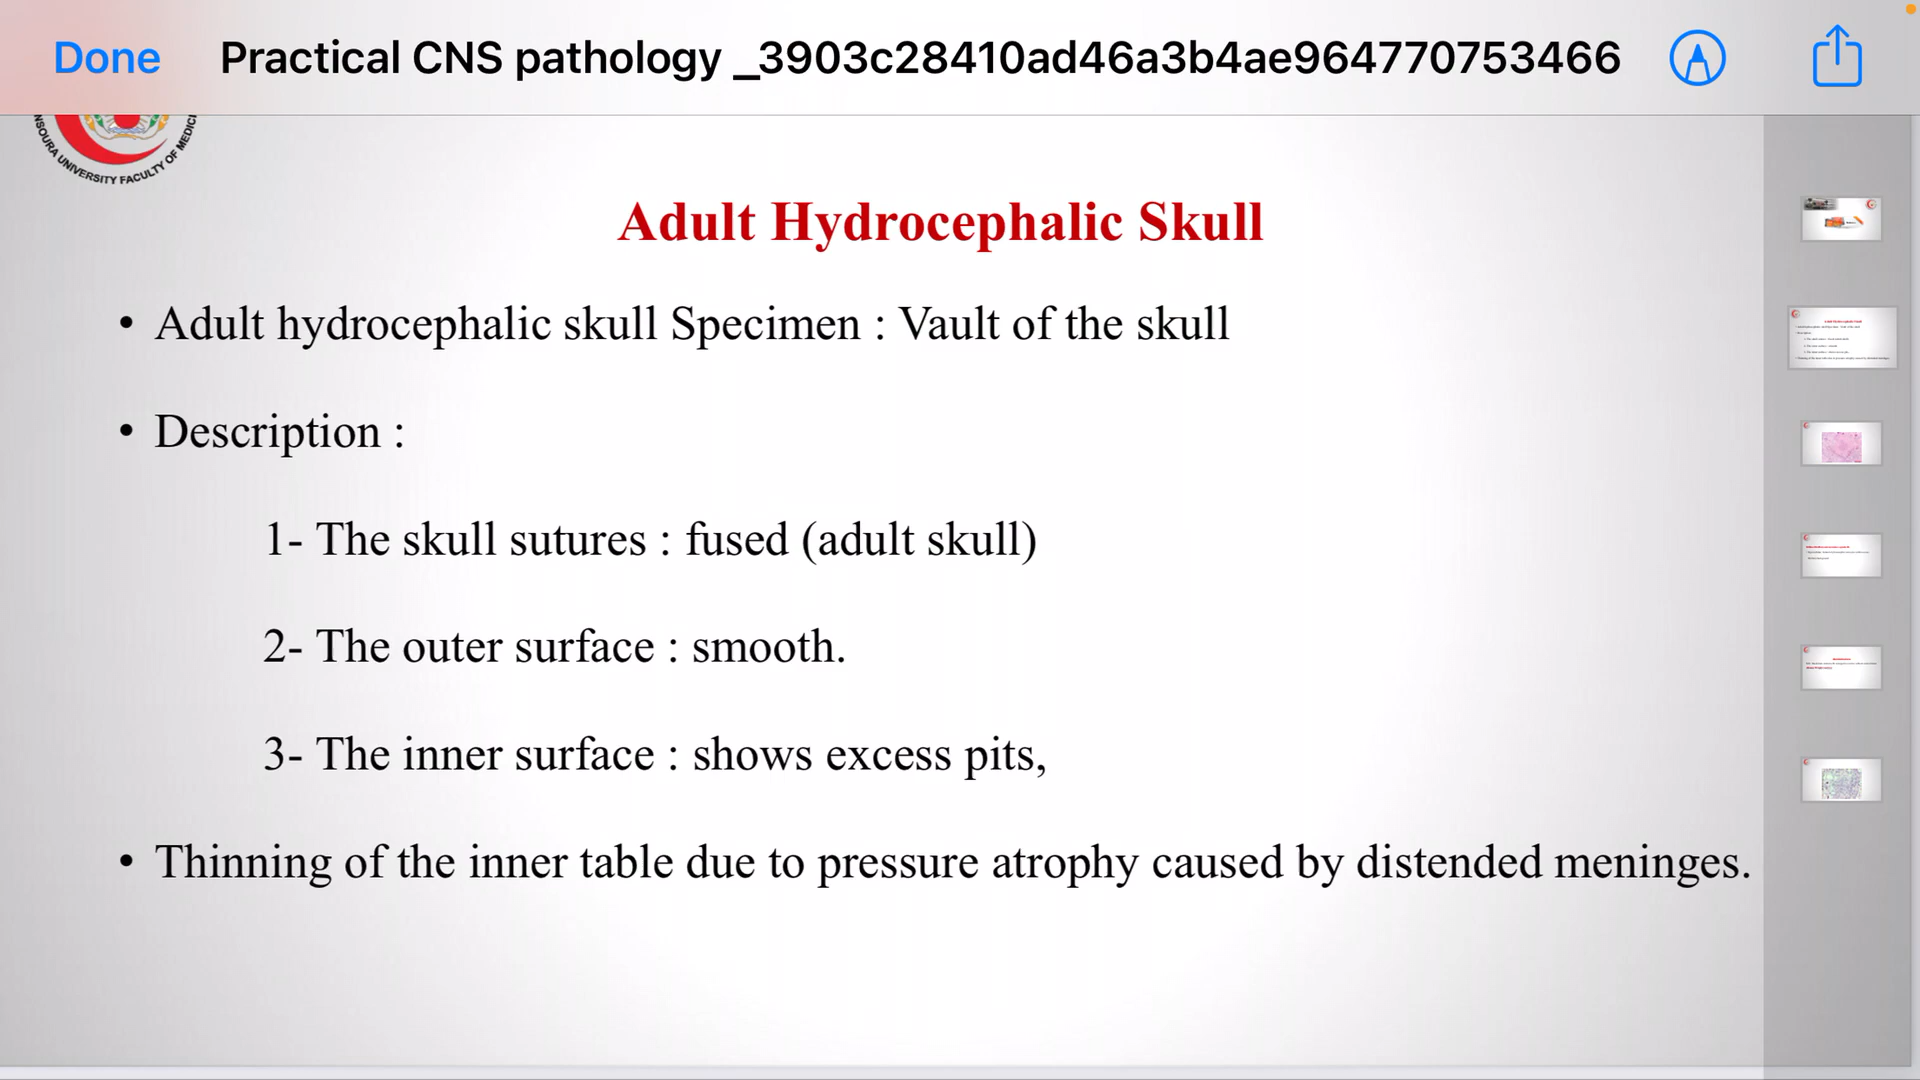 Done
Practical CNS pathology _3903c28410ad46a3b4ae964770753466
NSOURA UNIVERSITY FACULTY OF MEDICI
Adult Hydrocephalic Skull
• Adult hydrocephalic skull Specimen : Vault of the skull
• Description :
1- The skull sutures : fused (adult skull)
2- The outer surface : smooth.
3- The inner surface : shows excess pits,
• Thinning of the inner table due to pressure atrophy caused by distended meninges.